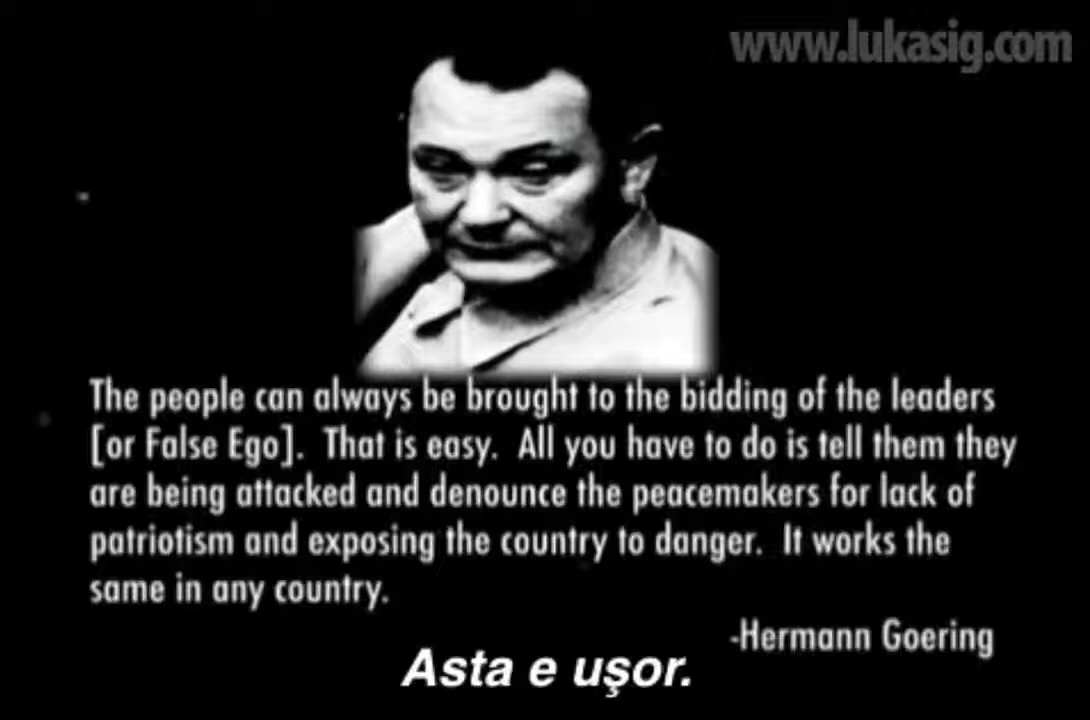 www.lukasig.com
The people can always be brought to the bidding of the leaders
[or False Ego].  That is easy.  All you have to do is tell them they
are being attacked and denounce the peacemakers for lack of
patriotism and exposing the country to danger.  It works the
same in any country.
-Hermann Goering
Asta e uşor.